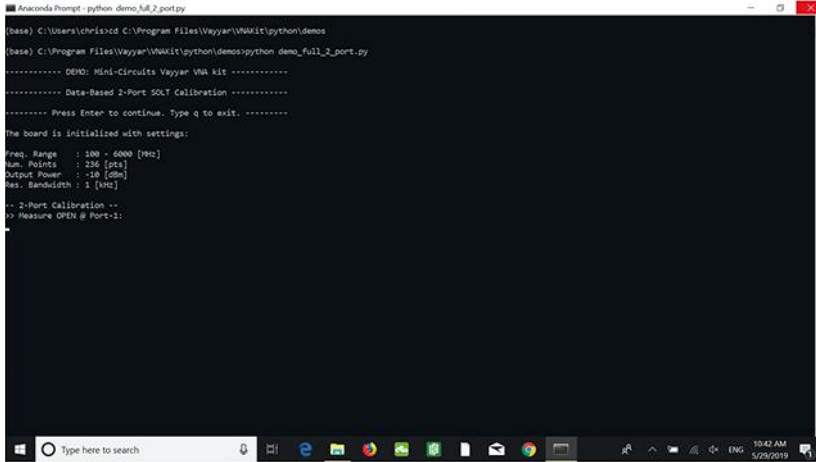 Anaconda Prompt - python demo_full_2_port.py
(base) C:\Users\chris>cd C:\Program Files\Vayyar\VNAKit\python\demos
(base) C:\Program Files\Vayyar\VNAKit\python\demos>python demo_full_2_port.py
------------ DEMO: Mini-Circuits Vayyar VNA kit ------------
------------ Data-Based 2-Port SOLT Calibration ------------
--------- Press Enter to continue. Type q to exit. ---------
The board is initialized with settings:
Freq. Range : 100 - 6000 [MHz]
Num. Points : 236 [pts]
Output Power : -10 [dBm]
Res. Bandwidth : 1 [kHz]
-- 2-Port Calibration --
>> Measure OPEN @ Port-1:
Type here to search
ENG
10:42 AM
5/29/2019